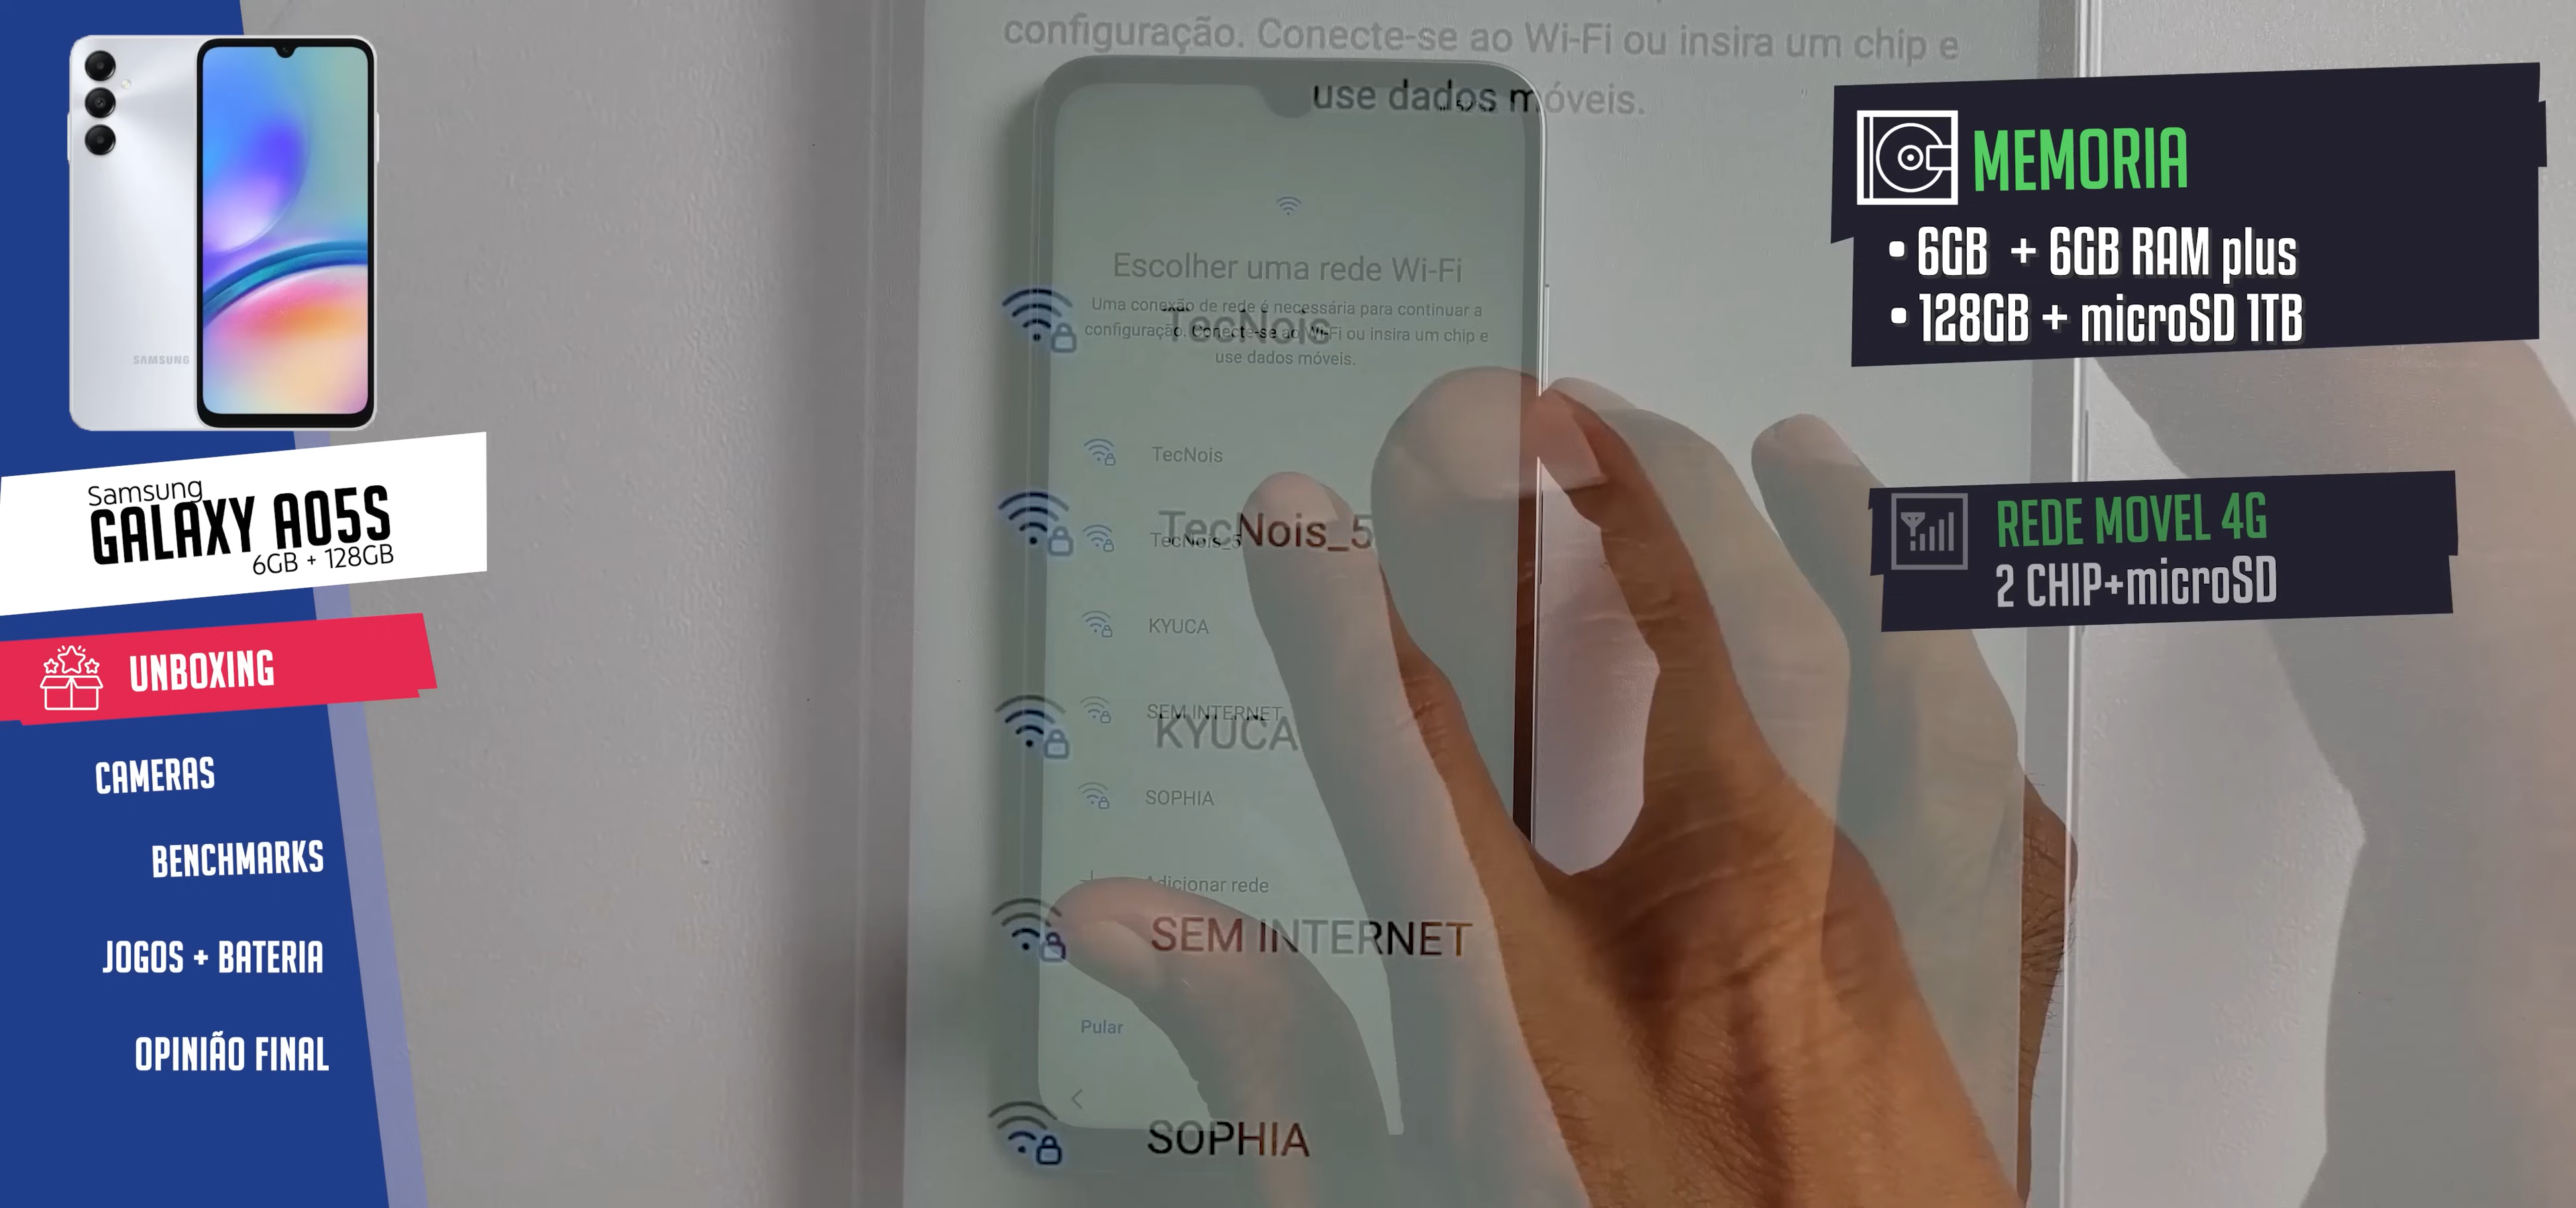 SAMSUNG
Samsung
GALAXY A05S
6GB + 128GB
UNBOXING
CAMERAS
BENCHMARKS
JOGOS + BATERIA
OPINIÃO FINAL
configuração. Conecte-se ao Wi-Fi ou insira um chip e
use dados móveis.
Escolher uma rede Wi-Fi
Uma conexão de rede é necessária para continuar a
configuração. Conecte-se ao Wi-Fi ou insira um chip e
use dados móveis.
TecNois
TecNois
TecNois_5
TecNois_5
KYUCA
SEM INTERNET
KYUCA
SOPHIA
Adicionar rede
SEM INTERNET
Pular
SOPHIA
MEMORIA
• 6GB + 6GB RAM plus
• 128GB + microSD 1TB
REDE MOVEL 4G
2 CHIP+microSD